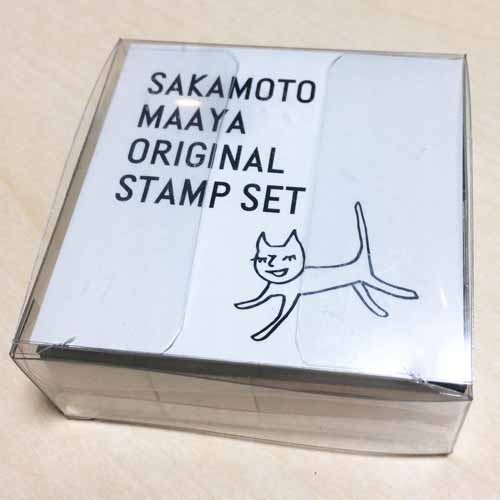 SAKAMOTO
MAAYA
ORIGINAL
STAMP SET